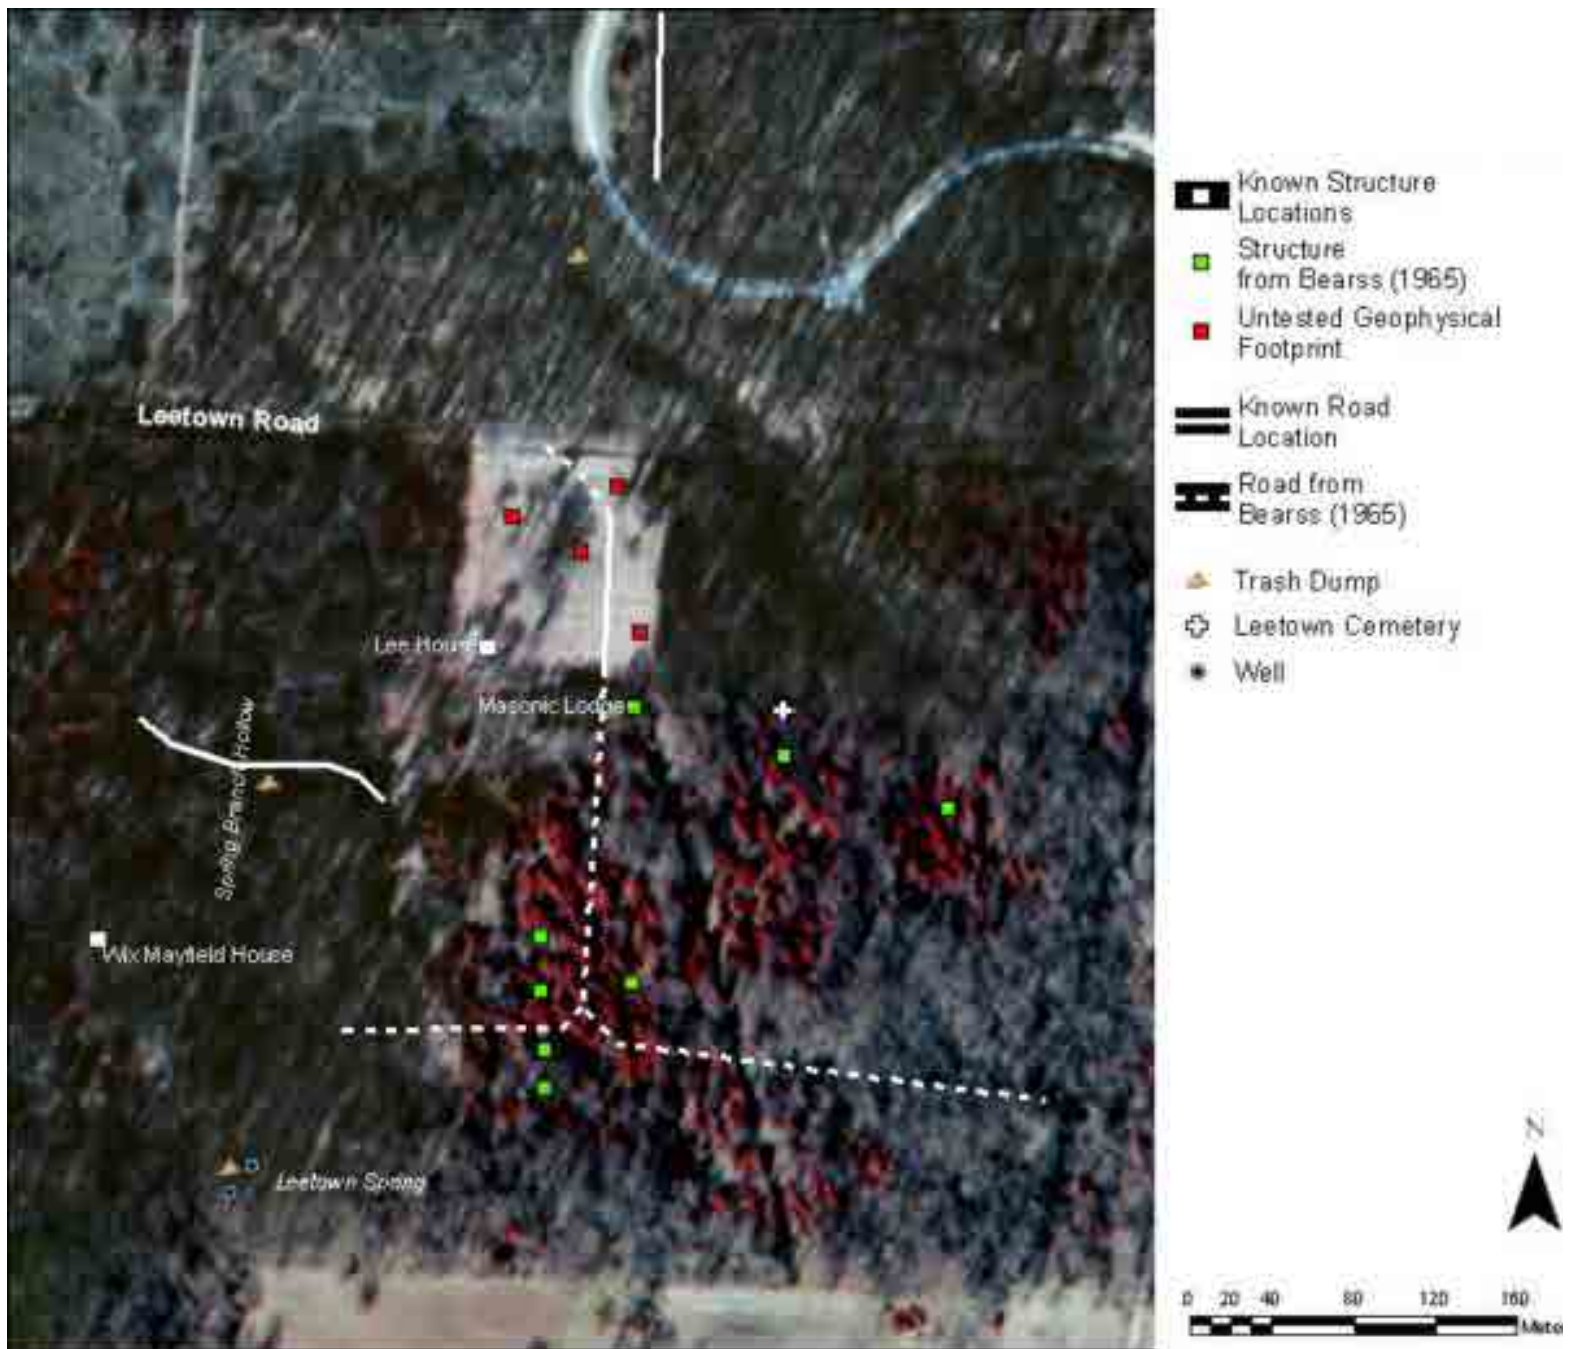 Known Structure
Locations
Structure
from Bearss (1965)
Untested Geophysical
Footprint
Known Road
Location
Road from
Bearss (1965)
Trash Dump
Leetown Cemetery
Well
Leetown Road
Lee House
Masonic Lodge
Spring Branch Hollow
Wix Mayfield House
Leetown Spring
N
0 20 40 80 120 160
Mete